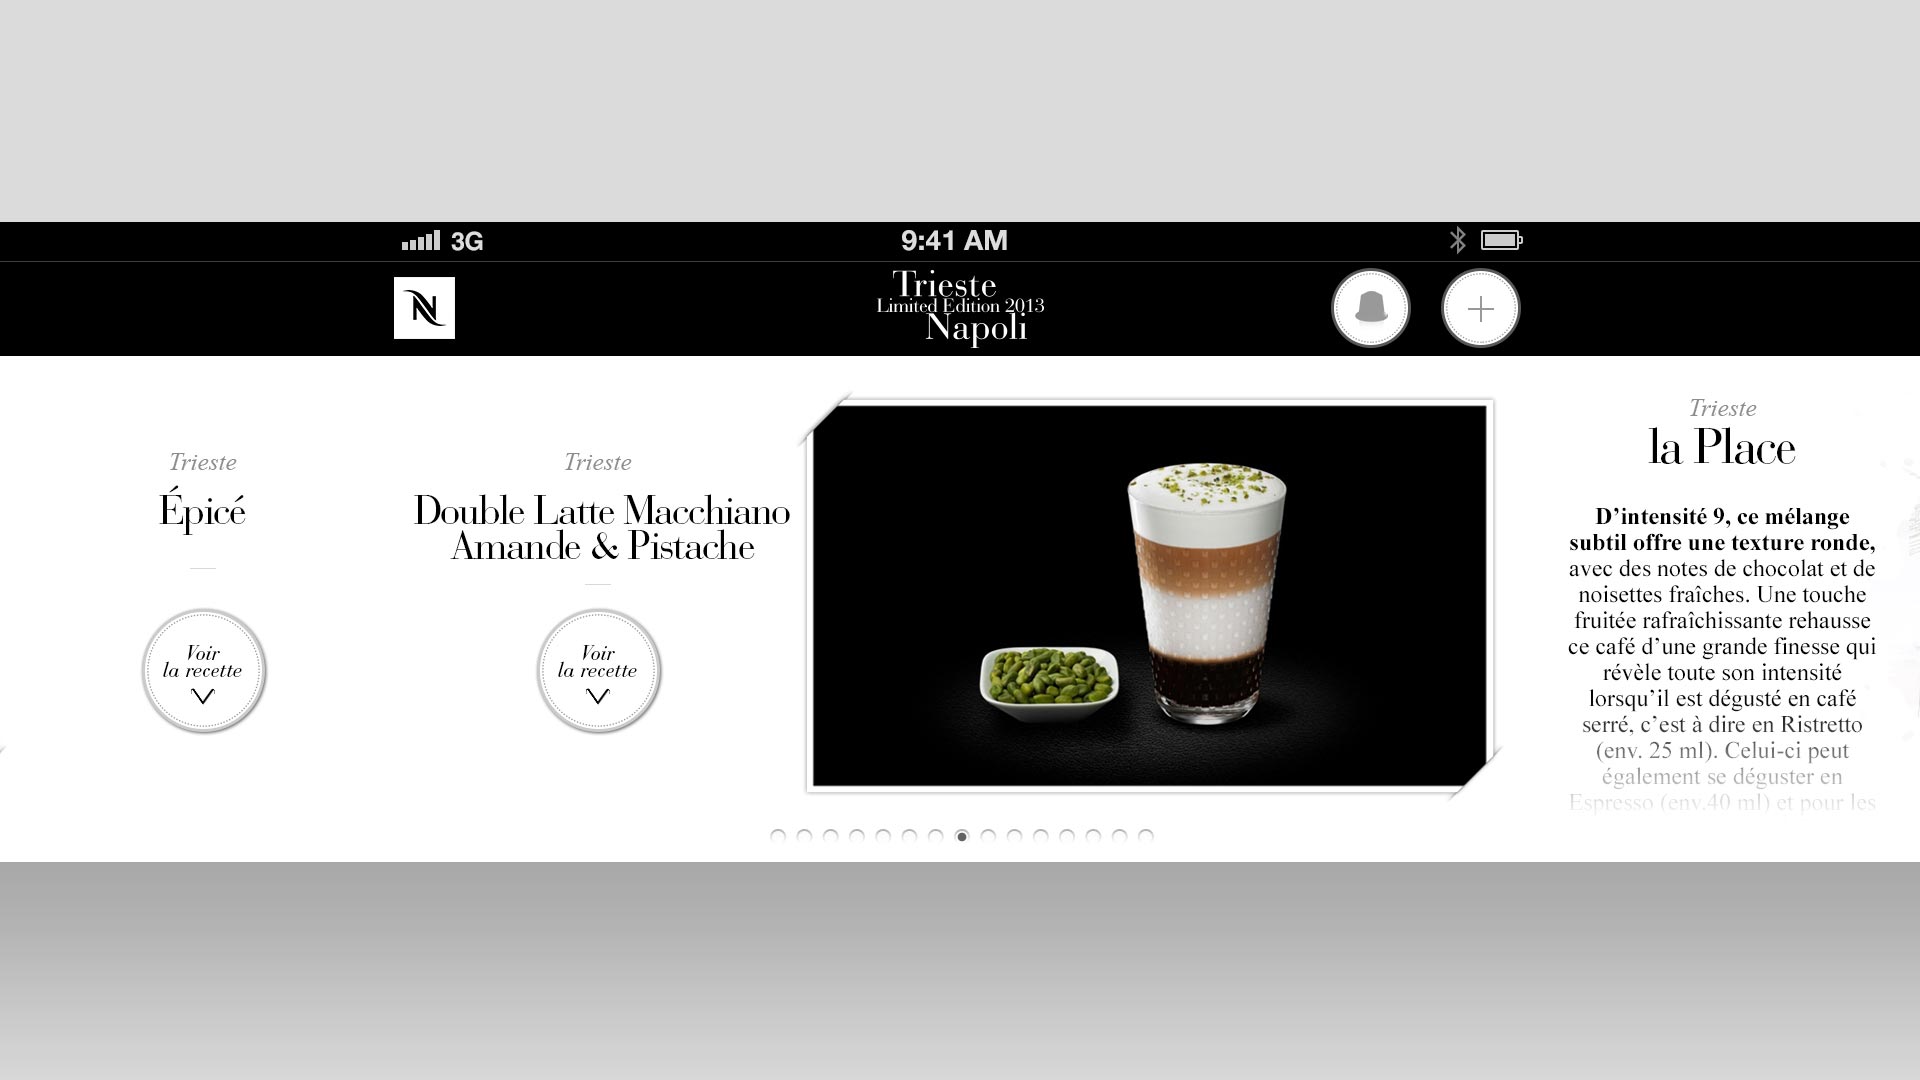 3G
9:41 AM
N
Trieste
Limited Edition 2013
Napoli
Trieste
Épicé
Voir
la recette
Trieste
Double Latte Macchiano
Amande & Pistache
Voir
la recette
Trieste
la Place
D’intensité 9, ce mélange
subtil offre une texture ronde,
avec des notes de chocolat et de
noisettes fraîches. Une touche
fruitée rafraîchissante rehausse
ce café d’une grande finesse qui
révèle toute son intensité
lorsqu’il est dégusté en café
serré, c’est à dire en Ristretto
(env. 25 ml). Celui-ci peut
également se déguster en
Espresso (env.40 ml) et pour les